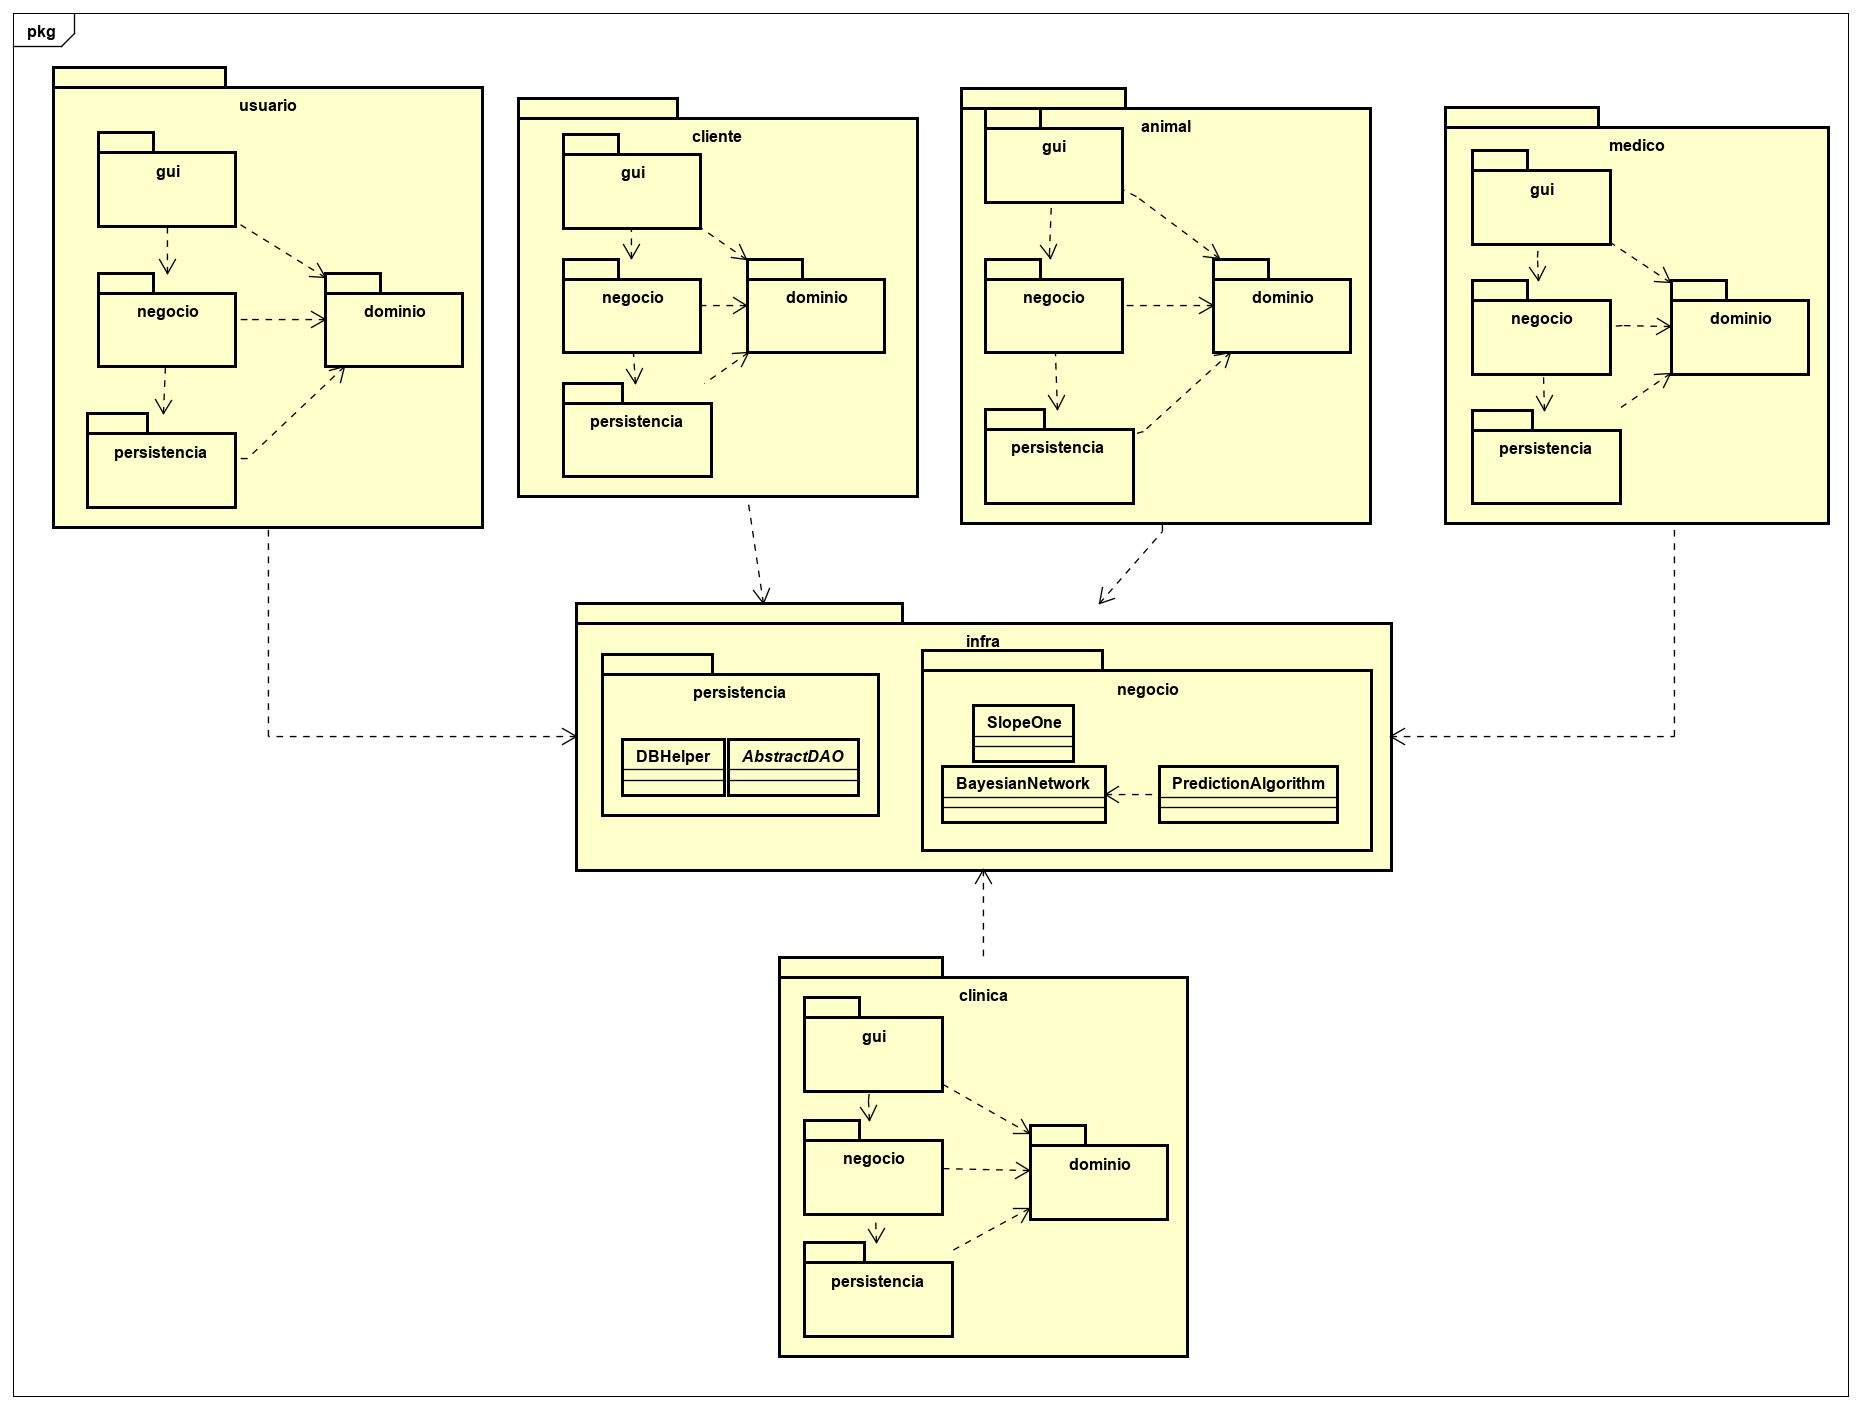 pkg
usuario
gui
negocio
dominio
persistencia
cliente
gui
negocio
dominio
persistencia
animal
gui
negocio
dominio
persistencia
medico
gui
negocio
dominio
persistencia
infra
persistencia
DBHelper
AbstractDAO
negocio
SlopeOne
BayesianNetwork
PredictionAlgorithm
clinica
gui
negocio
dominio
persistencia